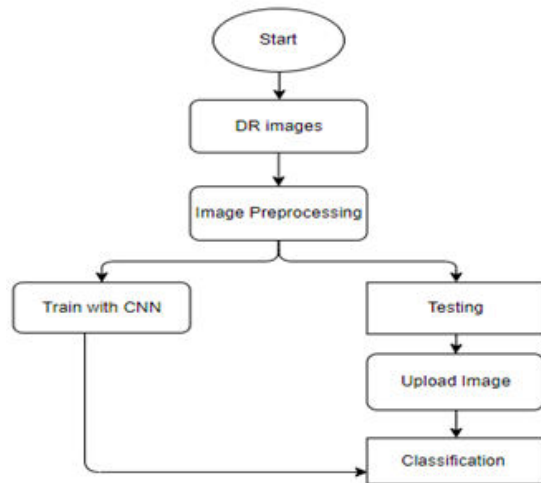 Start
DR images
Image Preprocessing
Train with CNN
Testing
Upload Image
Classification